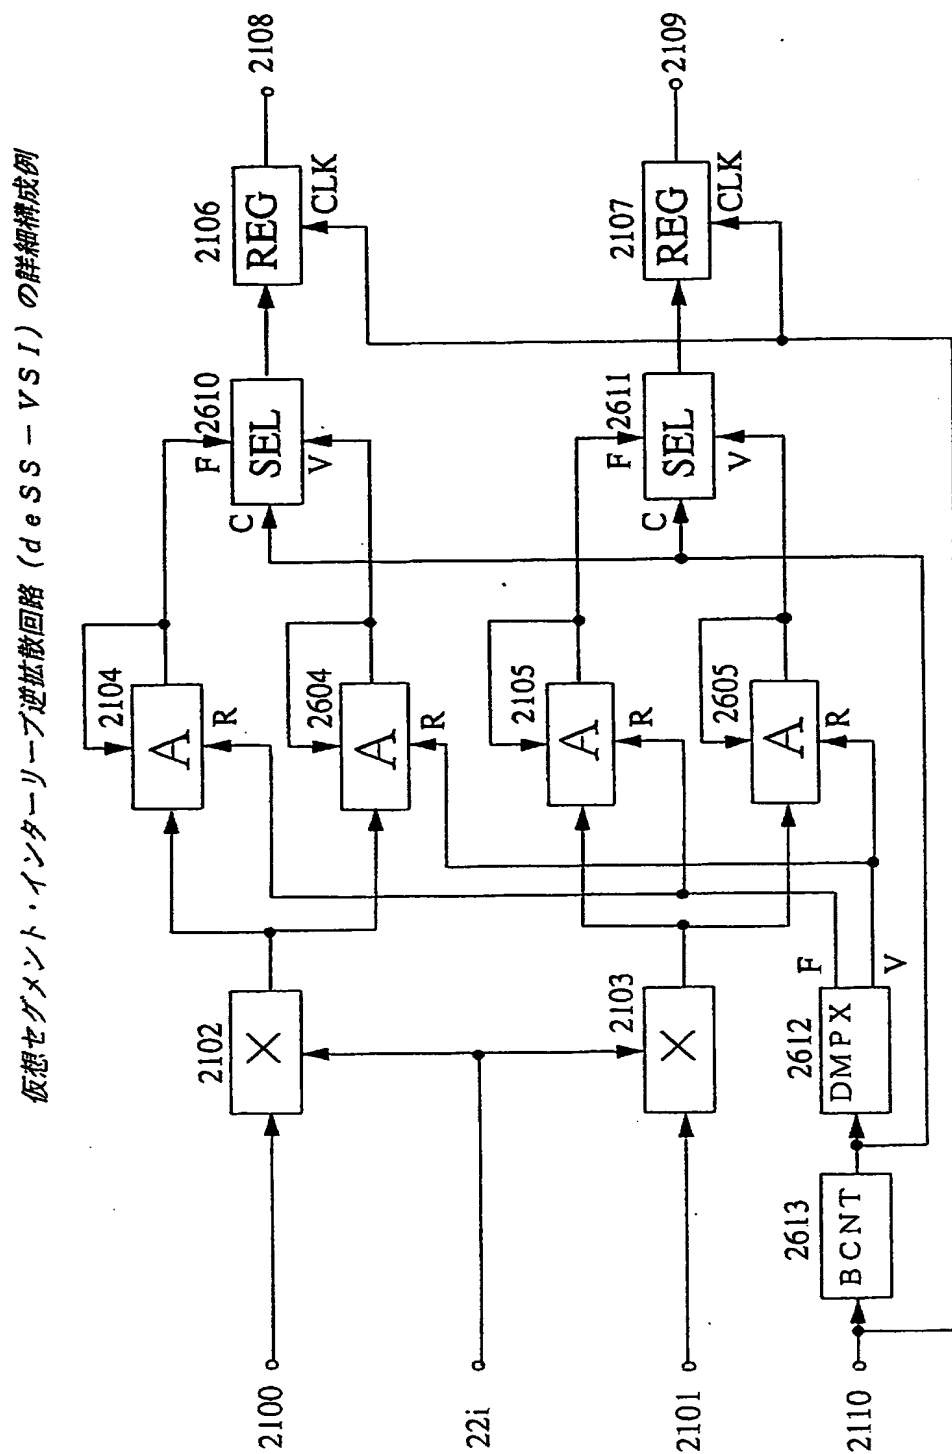 仮想セグメント・インターリーブ逆拡散回路 (deSS-VSI) の詳細構成例
2100
22i
2101
2110
2102
X
2103
X
2613
BCNT
2612
DMPX
F
V
2104
A
R
2604
A
R
2105
A
R
2605
A
R
F
2610
SEL
C
V
F
2611
SEL
C
V
2106
REG
CLK
2107
REG
CLK
2108
2109